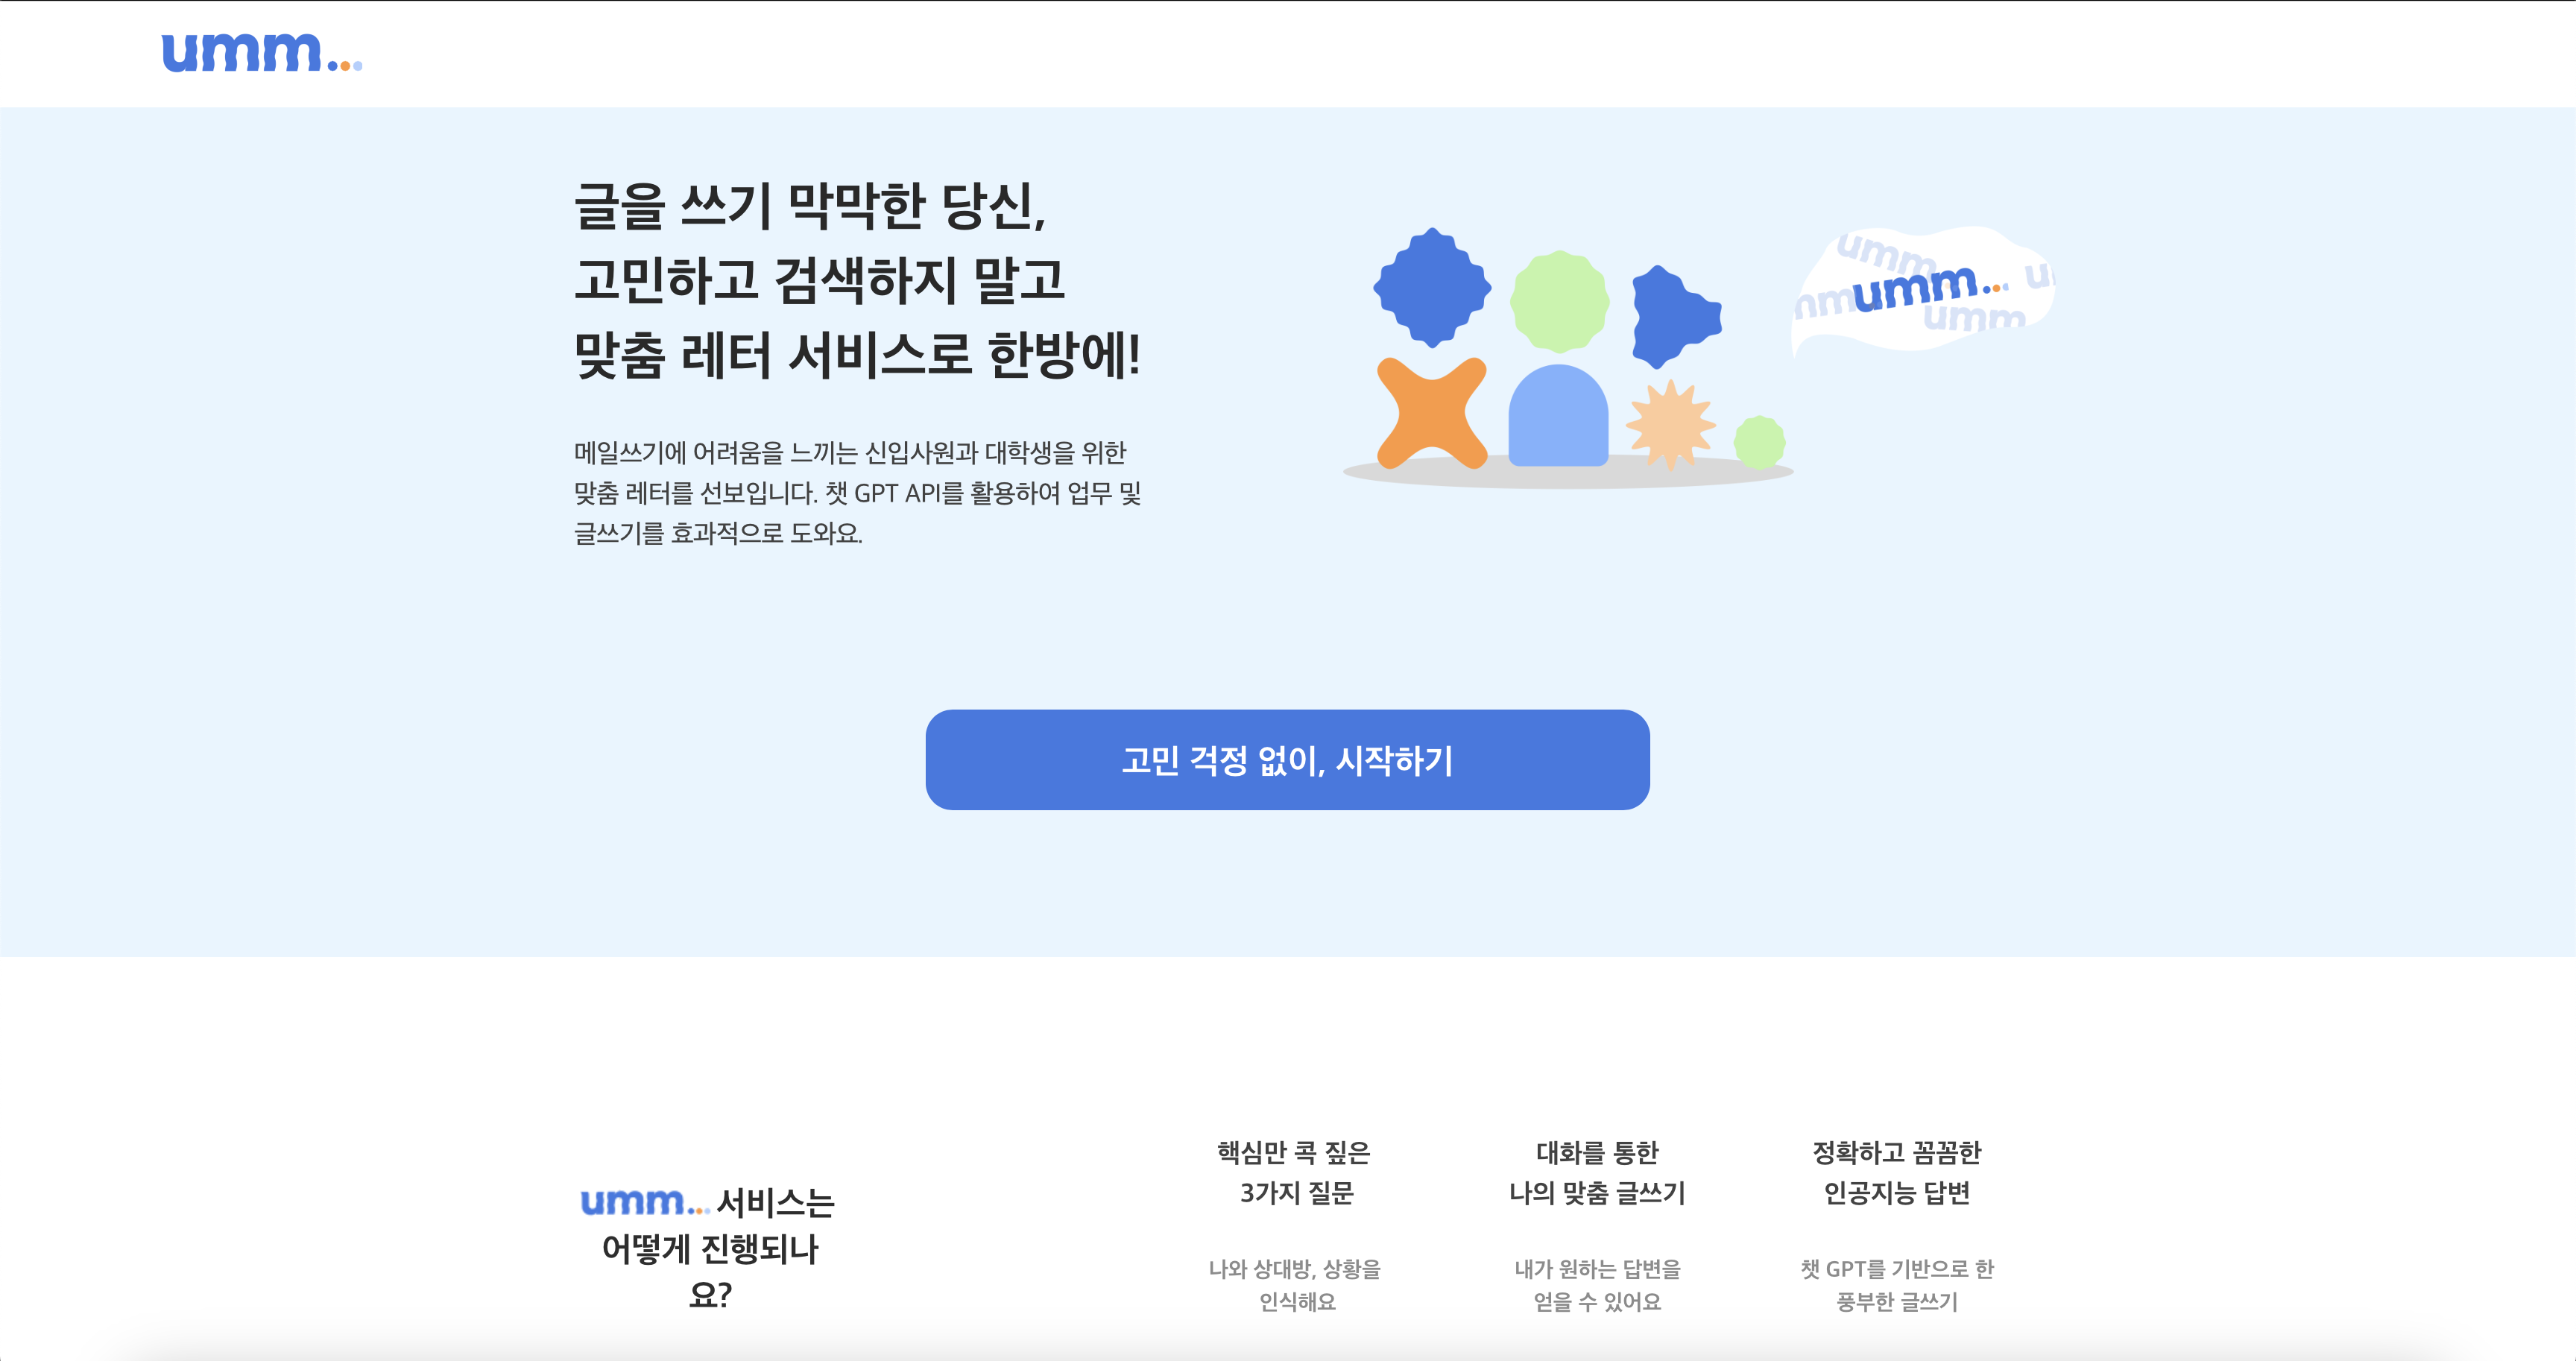 umm...
글을 쓰기 막막한 당신,
고민하고 검색하지 말고
맞춤 레터 서비스로 한방에!
메일쓰기에 어려움을 느끼는 신입사원과 대학생을 위한
맞춤 레터를 선보입니다. 챗 GPT API를 활용하여 업무 및
글쓰기를 효과적으로 도와요.
umm
umm...
umm
고민 걱정 없이, 시작하기
umm... 서비스는
어떻게 진행되나
요?
핵심만 콕 짚은
3가지 질문
나와 상대방, 상황을
인식해요
대화를 통한
나의 맞춤 글쓰기
내가 원하는 답변을
얻을 수 있어요
정확하고 꼼꼼한
인공지능 답변
챗 GPT를 기반으로 한
풍부한 글쓰기